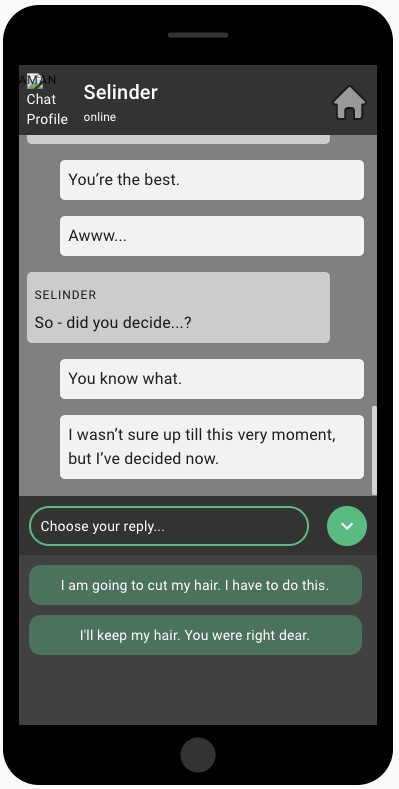 AMAN
Chat
Profile
Selinder
online
You’re the best.
Awww...
SELINDER
So - did you decide...?
You know what.
I wasn’t sure up till this very moment,
but I’ve decided now.
Choose your reply...
I am going to cut my hair. I have to do this.
I'll keep my hair. You were right dear.